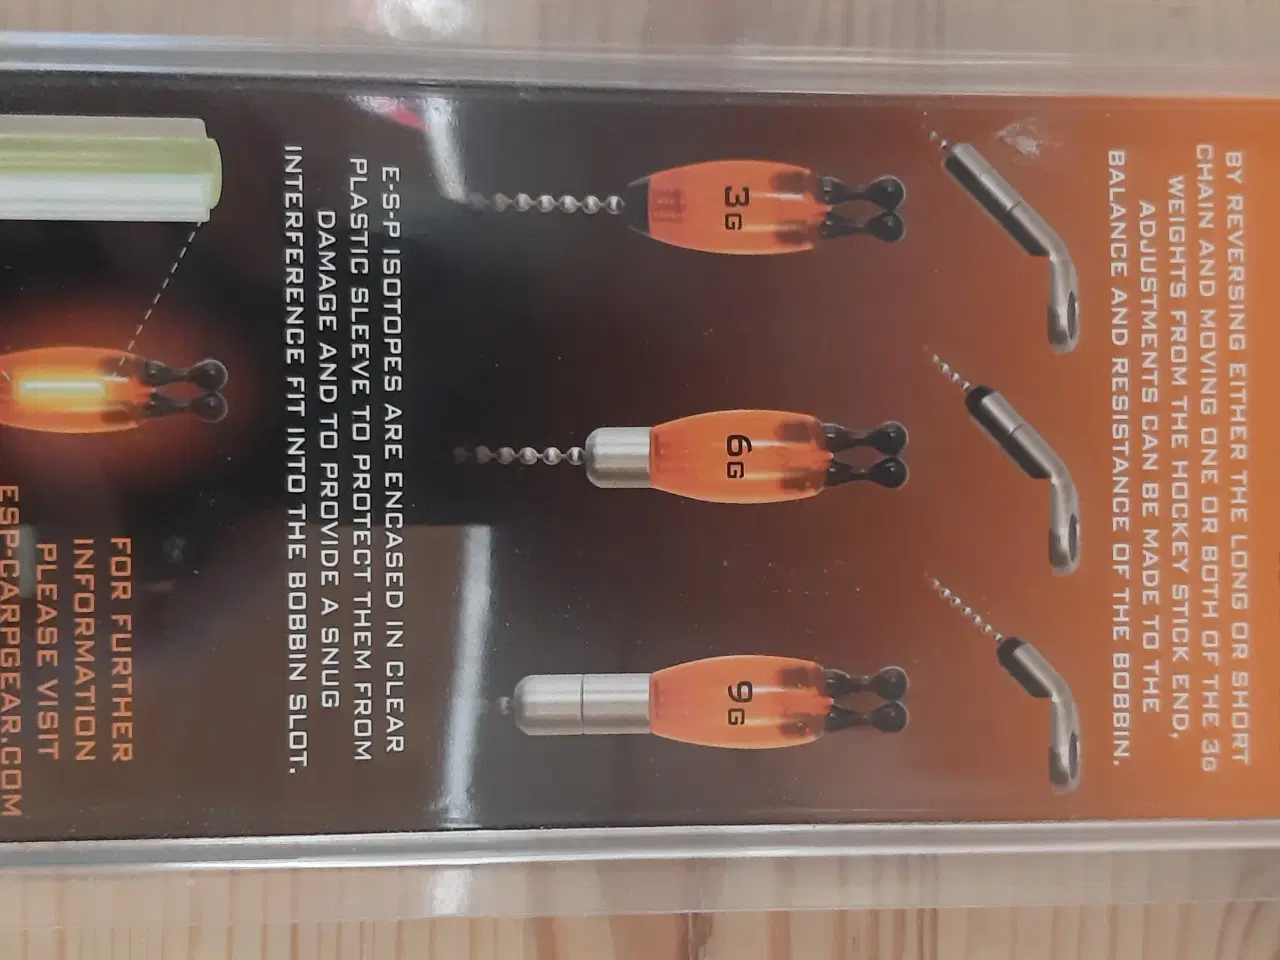 BY REVERSING EITHER THE LONG OR SHORT
CHAIN AND MOVING ONE OR BOTH OF THE 3G
WEIGHTS FROM THE HOCKEY STICK END,
ADJUSTMENTS CAN BE MADE TO THE
BALANCE AND RESISTANCE OF THE BOBBIN.
3G
6G
9G
E-S-P ISOTOPES ARE ENCASED IN CLEAR
PLASTIC SLEEVE TO PROTECT THEM FROM
DAMAGE AND TO PROVIDE A SNUG
INTERFERENCE FIT INTO THE BOBBIN SLOT.
FOR FURTHER
INFORMATION
PLEASE VISIT
ESP-CARPGEAR.COM